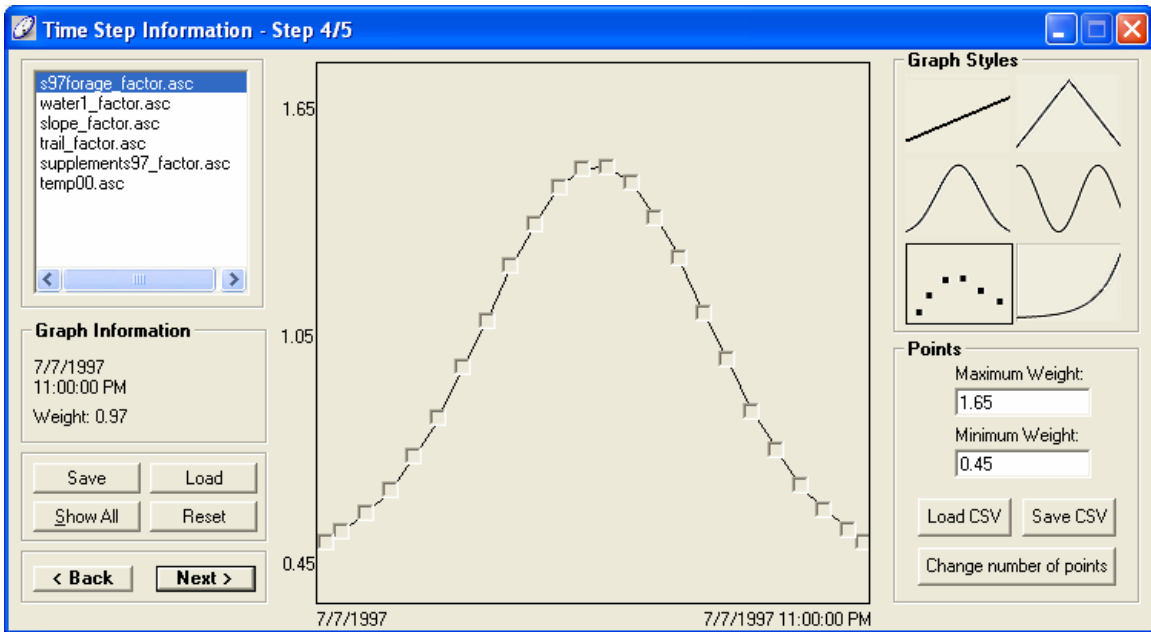 Time Step Information - Step 4/5
s97forage_factor.asc
water1_factor.asc
slope_factor.asc
trail_factor.asc
supplements97_factor.asc
temp00.asc
Graph Information
7/7/1997
11:00:00 PM
Weight: 0.97
Save
Load
Show All
Reset
< Back
Next >
1.65
1.05
0.45
7/7/1997
7/7/1997 11:00:00 PM
Graph Styles
Points
Maximum Weight:
1.65
Minimum Weight:
0.45
Load CSV
Save CSV
Change number of points